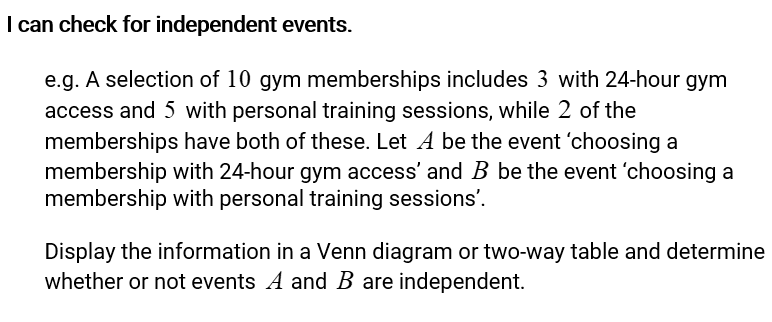 I can check for independent events.
e.g. A selection of 10 gym memberships includes 3 with 24-hour gym
access and 5 with personal training sessions, while 2 of the
memberships have both of these. Let A be the event ‘choosing a
membership with 24-hour gym access’ and B be the event ‘choosing a
membership with personal training sessions’.
Display the information in a Venn diagram or two-way table and determine
whether or not events A and B are independent.